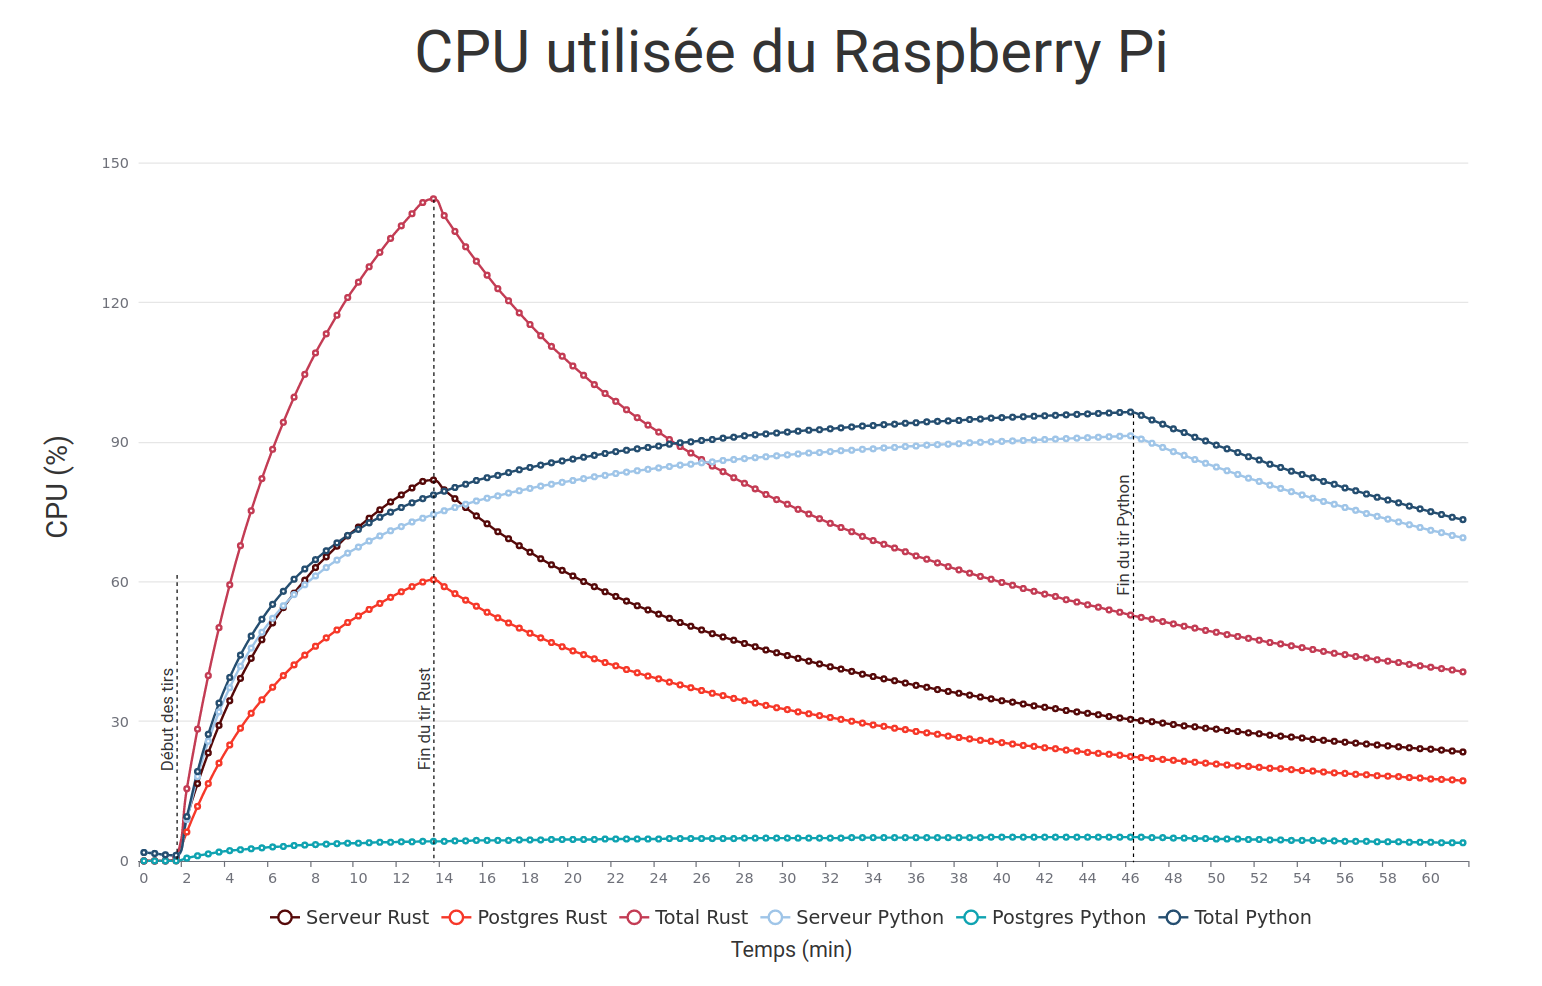 CPU utilisée du Raspberry Pi
CPU (%)
150
120
90
60
30
0
Début des tirs
Fin du tir Rust
Fin du tir Python
0 2 4 6 8 10 12 14 16 18 20 22 24 26 28 30 32 34 36 38 40 42 44 46 48 50 52 54 56 58 60
Serveur Rust Postgres Rust Total Rust Serveur Python Postgres Python Total Python
Temps (min)